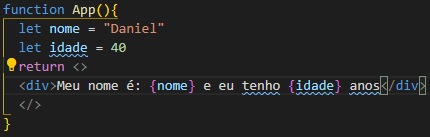 function App(){
let nome = "Daniel"
let idade = 40
return <>
<div>Meu nome é: {nome} e eu tenho {idade} anos</div>
</>
}